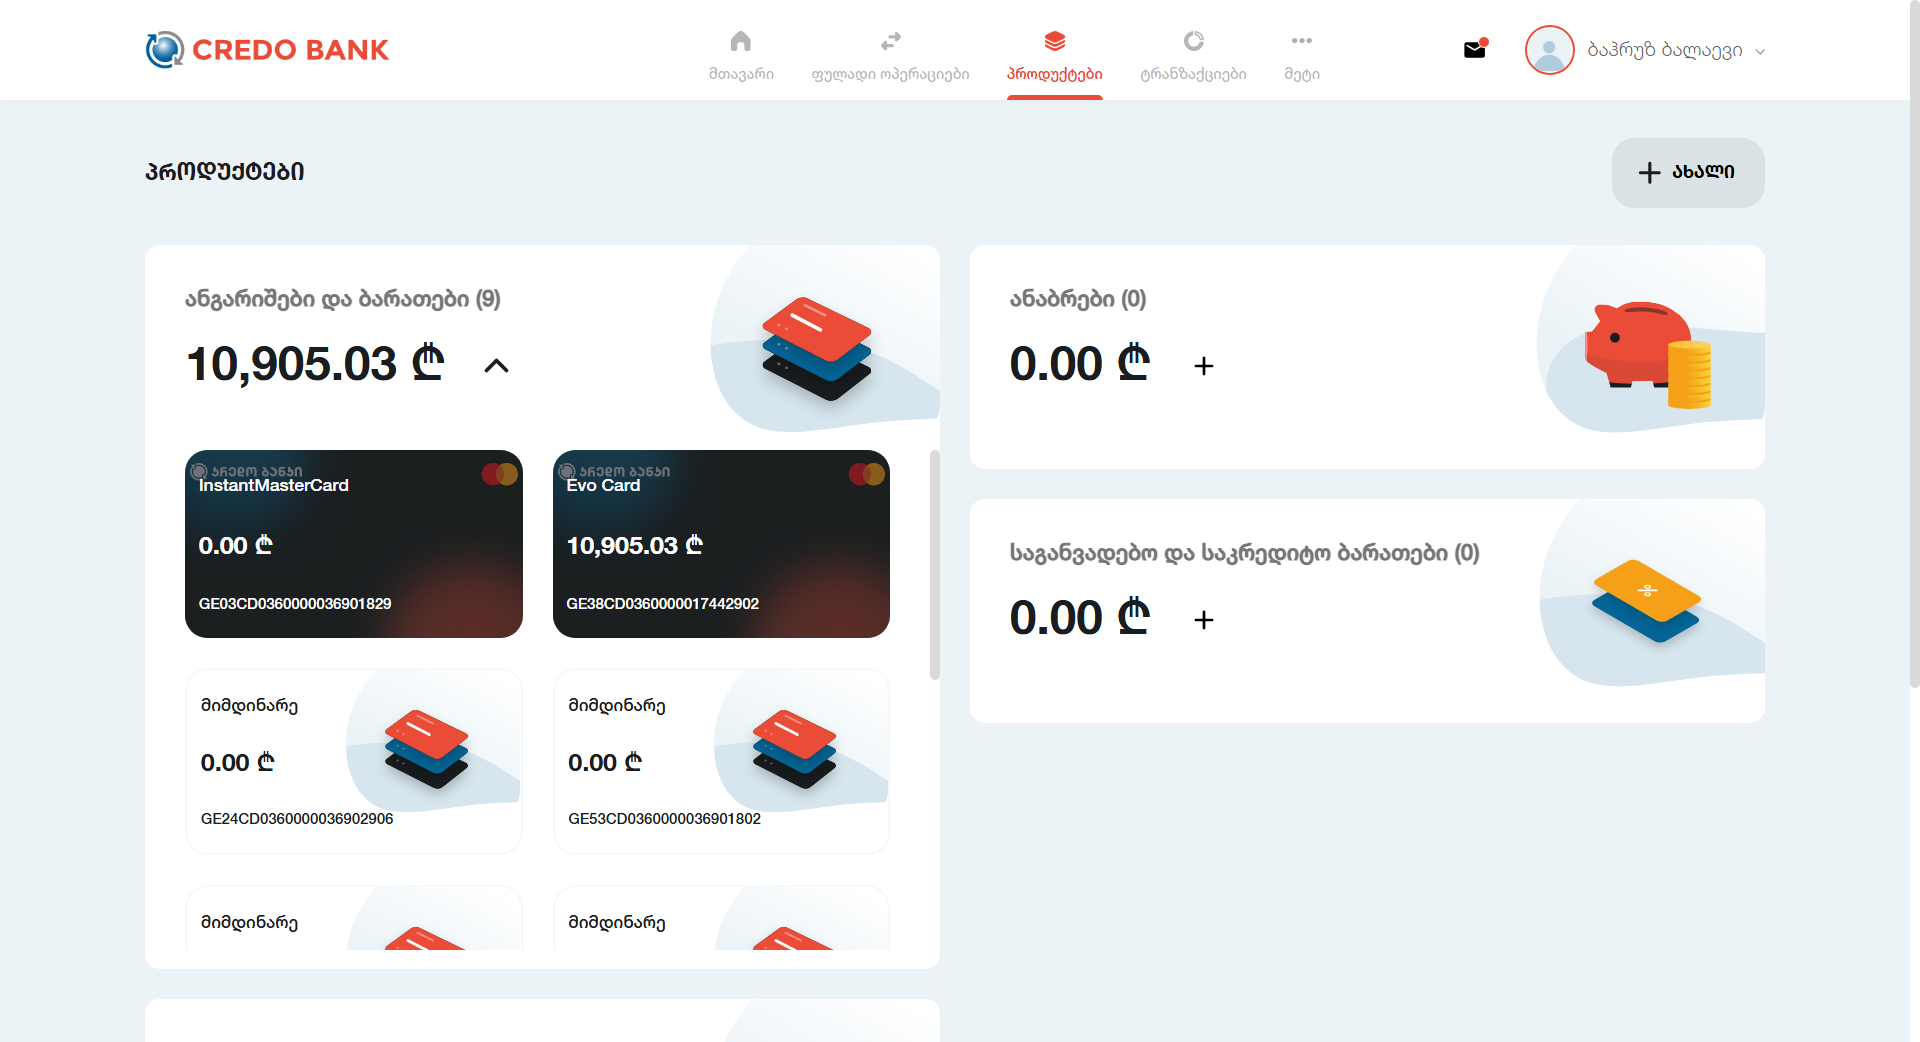 CREDO BANK
მთავარი
ფულადი ოპერაციები
პროდუქტები
ტრანზაქციები
მეტი
ბაჰრუზ ბალაევი
პროდუქტები
ახალი
ანგარიშები და ბარათები (9)
10,905.03 ₾
კრედო ბანკი
InstantMasterCard
0.00 ₾
GE03CD0360000036901829
კრედო ბანკი
Evo Card
10,905.03 ₾
GE38CD0360000017442902
მიმდინარე
0.00 ₾
GE24CD0360000036902906
მიმდინარე
0.00 ₾
GE53CD0360000036901802
მიმდინარე
მიმდინარე
ანაბრები (0)
0.00 ₾
საგანვადებო და საკრედიტო ბარათები (0)
0.00 ₾